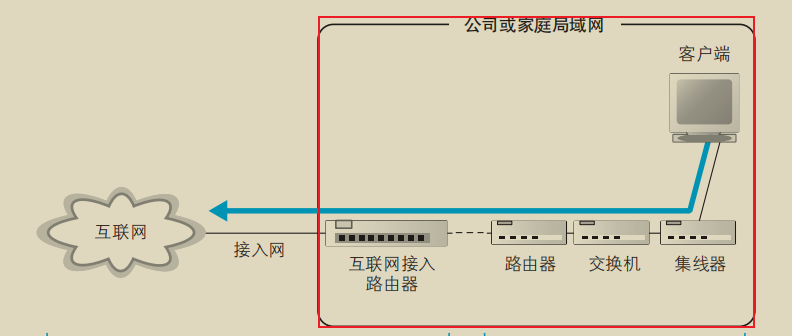 公司或家庭局域网
客户端
互联网
接入网
互联网接入
路由器
路由器
交换机
集线器